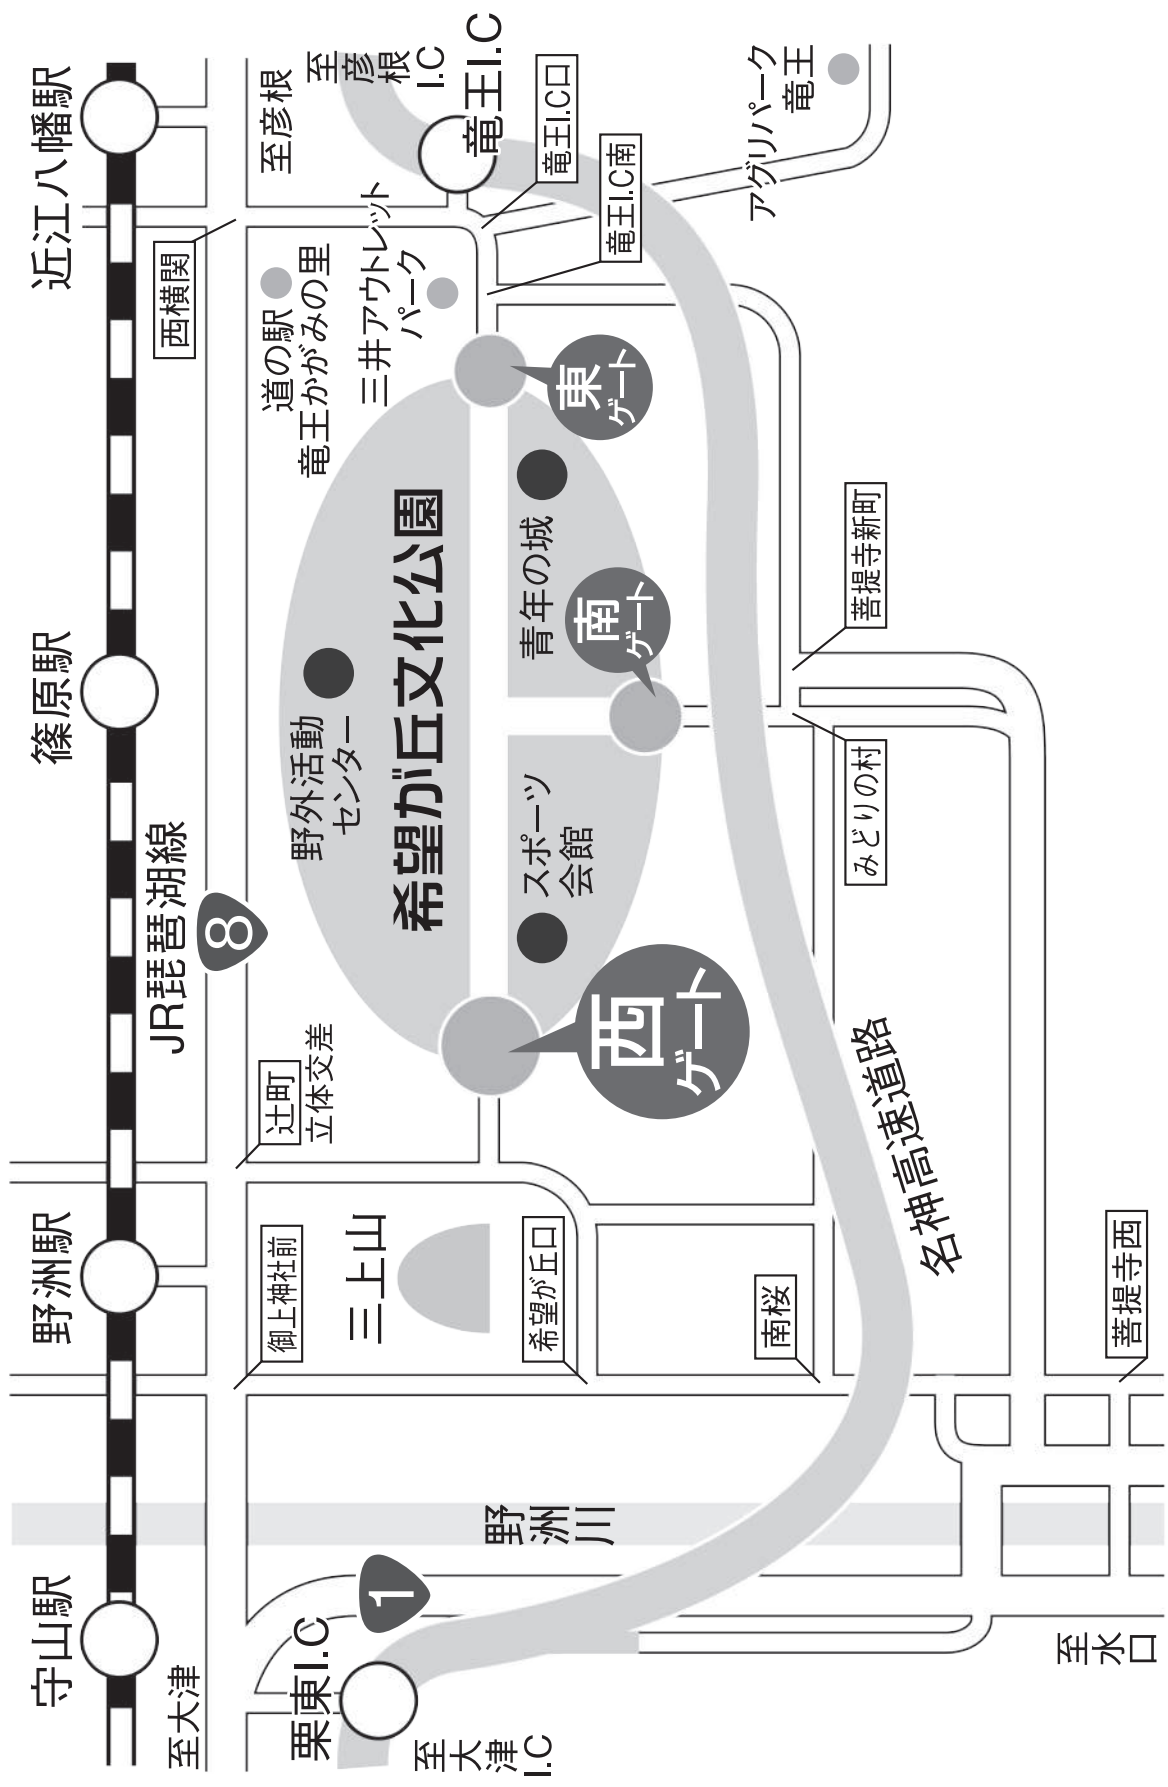 守山駅
野洲駅
篠原駅
近江八幡駅
JR琵琶湖線
至大津
8
至彦根
西横関
辻町
立体交差
御上神社前
道の駅
竜王かがみの里
三井アウトレット
パーク
至
彦
根
I.C
竜王I.C
竜王I.C口
竜王I.C南
アグリパーク
竜王
野外活動
センター
希望が丘文化公園
青年の城
スポーツ
会館
東
ゲート
南
ゲート
西
ゲート
三上山
希望が丘口
南桜
菩提寺新町
みどりの村
名神高速道路
菩提寺西
野
洲
川
1
栗東I.C
至
大
津
I.C
至
水
口